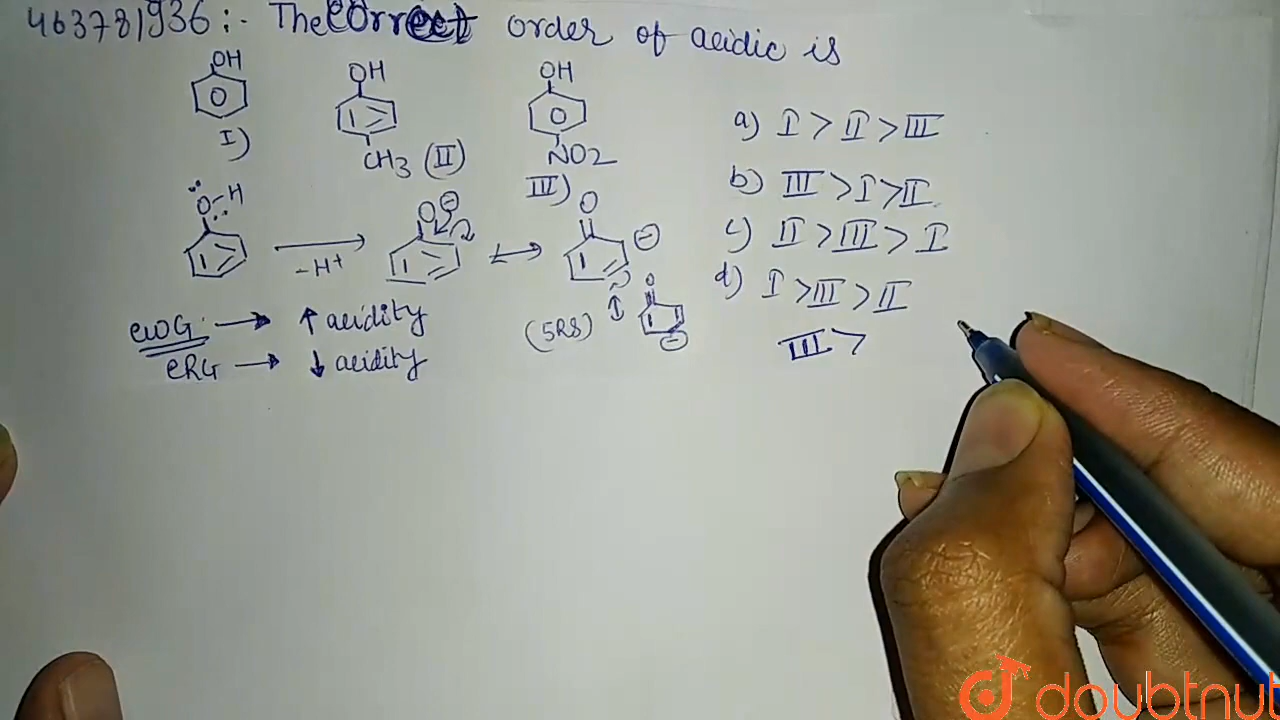 463781936:- The correct order of acidic is
OH
OH
OH
I)
CH3 (II)
NO2
III)
a) I > II > III
b) III > I > II
c) II > III > I
d) I > III > II
III >
O-H
-H+
O⊖
O
⊖
O
⊖
(5RS)
EWG → ↑ acidity
ERG → ↓ acidity
doubtnut